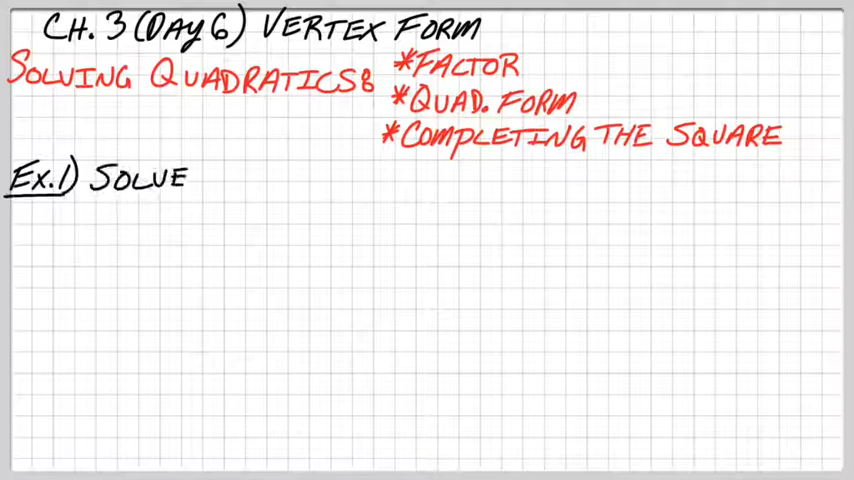 CH. 3 (DAY 6) VERTEX FORM
SOLVING QUADRATICS:
*FACTOR
*QUAD. FORM
*COMPLETING THE SQUARE
EX.1) SOLVE